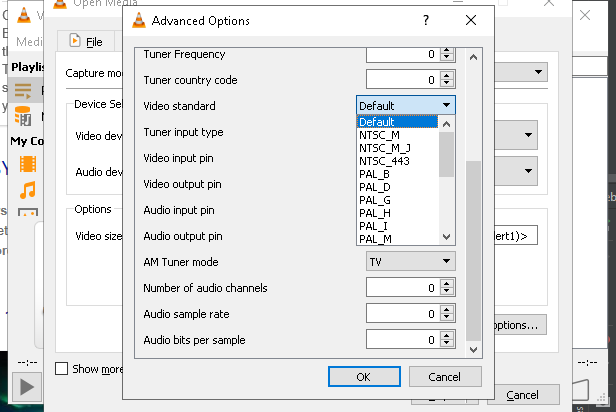 Open Media
Advanced Options
?
Medi
File
Playlis
Capture mo
Device Sel
Video dev
Audio dev
My Co
Options
Video size
lert1)>
ptions...
Show more
Cancel
--:--
--:--
Tuner Frequency
0
Tuner country code
0
Video standard
Default
Default
NTSC_M
NTSC_M_J
NTSC_443
PAL_B
PAL_D
PAL_G
PAL_H
PAL_I
PAL_M
Tuner input type
Video input pin
Video output pin
Audio input pin
Audio output pin
AM Tuner mode
TV
Number of audio channels
0
Audio sample rate
0
Audio bits per sample
0
OK
Cancel